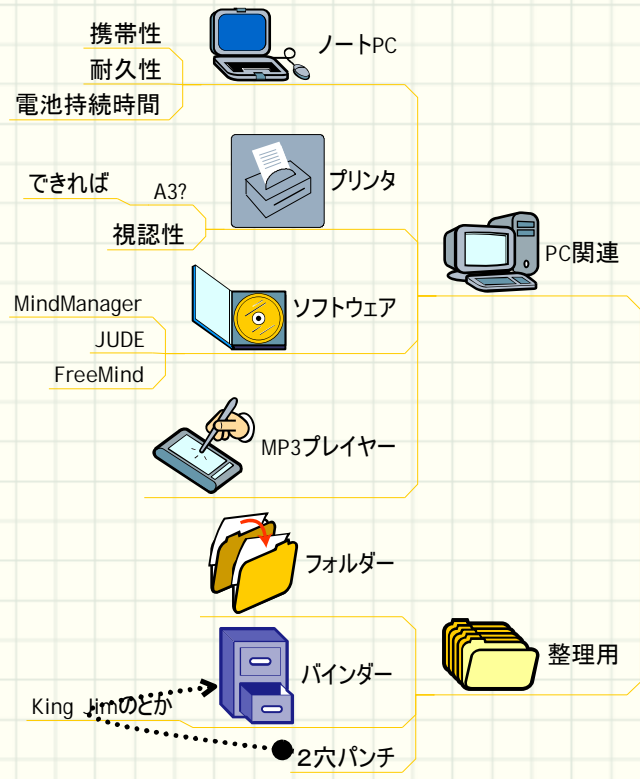 携帯性
ノートPC
耐久性
電池持続時間
プリンタ
できれば
A3?
視認性
PC関連
MindManager
ソフトウェア
JUDE
FreeMind
MP3プレイヤー
フォルダー
整理用
バインダー
King Jimのとか
２穴パンチ